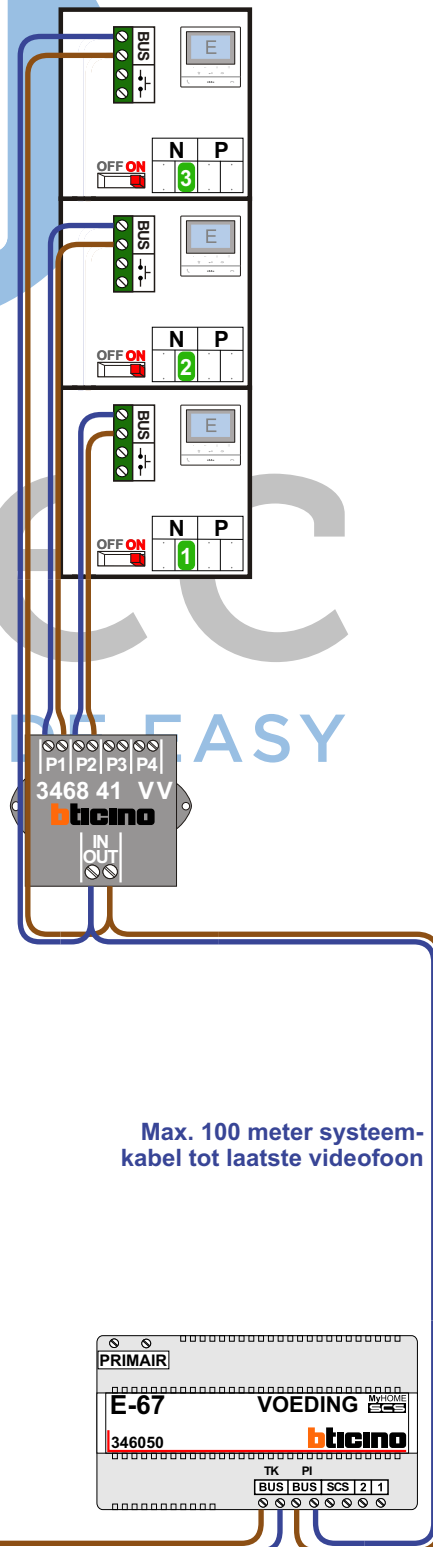 BUS
E
OFF ON
N P
3
BUS
E
OFF ON
N P
2
BUS
E
OFF ON
N P
1
ec
DE EASY
P1 P2 P3 P4
3468 41 VV
bticino
IN
OUT
Max. 100 meter systeem-
kabel tot laatste videofoon
PRIMAIR
E-67 VOEDING MyHOME
SCS
346050 bticino
TK PI
BUS BUS SCS 2 1